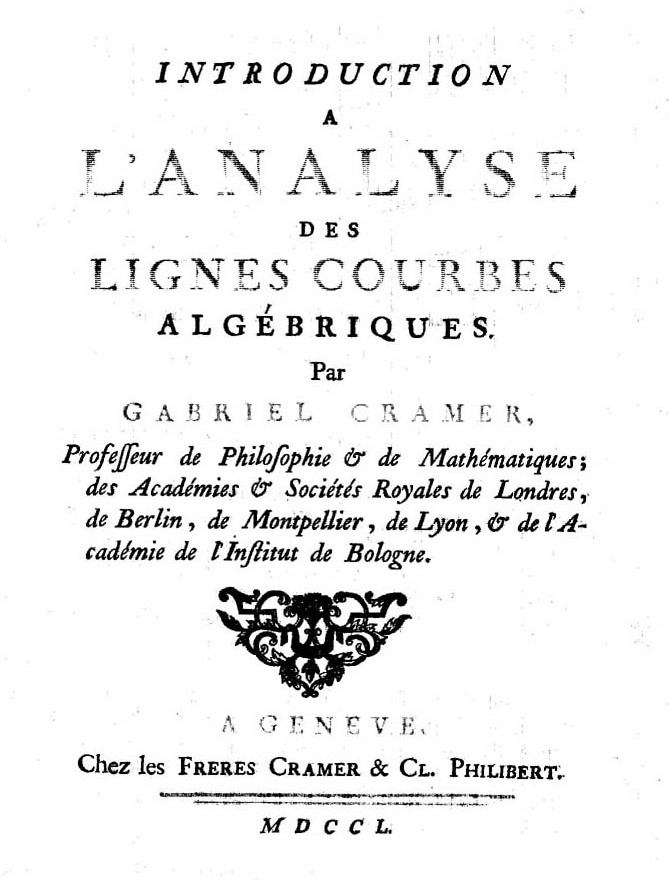 INTRODUCTION
A
L'ANALYSE
DES
LIGNES COURBES
ALGÉBRIQUES.
Par
GABRIEL CRAMER,
Profeſſeur de Philoſophie & de Mathématiques;
des Académies & Sociétés Royales de Londres,
de Berlin, de Montpellier, de Lyon, & de l'A-
cadémie de l'Inſtitut de Bologne.
A GENEVE,
Chez les FRERES CRAMER & CL. PHILIBERT.
MDCCL.